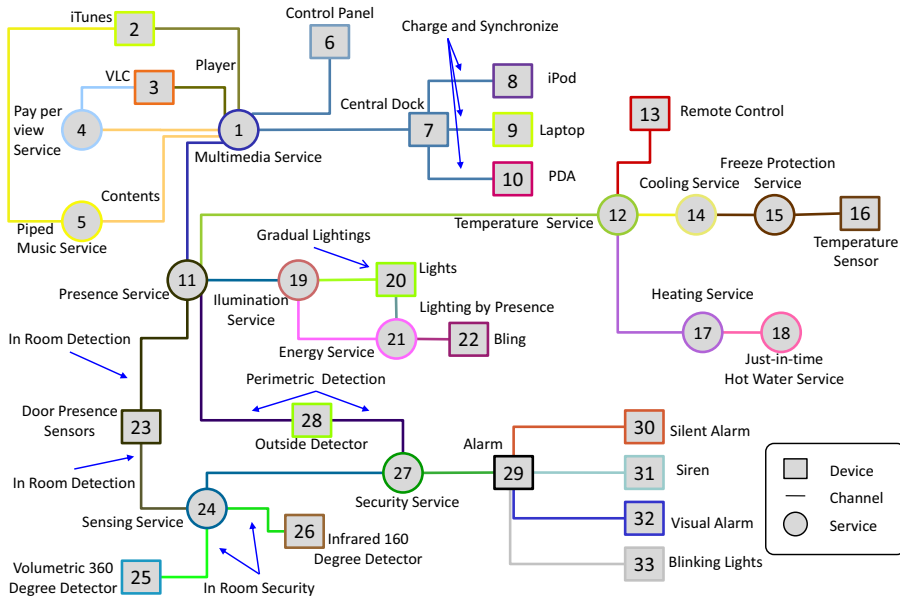 iTunes
2
Control Panel
6
Charge and Synchronize
Player
VLC
3
8
iPod
Pay per
view
Service
4
1
Multimedia Service
Central Dock
7
9
Laptop
13
Remote Control
10
PDA
Contents
5
Piped
Music Service
Temperature Service
12
Cooling Service
14
Freeze Protection
Service
15
16
Temperature
Sensor
Gradual Lightings
Presence Service
11
19
Ilumination
Service
20
Lights
Lighting by Presence
Energy Service
21
22
Bling
Heating Service
17
18
Just-in-time
Hot Water Service
In Room Detection
Perimetric Detection
Door Presence
Sensors
23
28
Outside Detector
In Room Detection
27
Security Service
Alarm
29
30
Silent Alarm
31
Siren
32
Visual Alarm
33
Blinking Lights
Sensing Service
24
26
Infrared 160
Degree Detector
Volumetric 360
Degree Detector
25
In Room Security
Device
Channel
Service